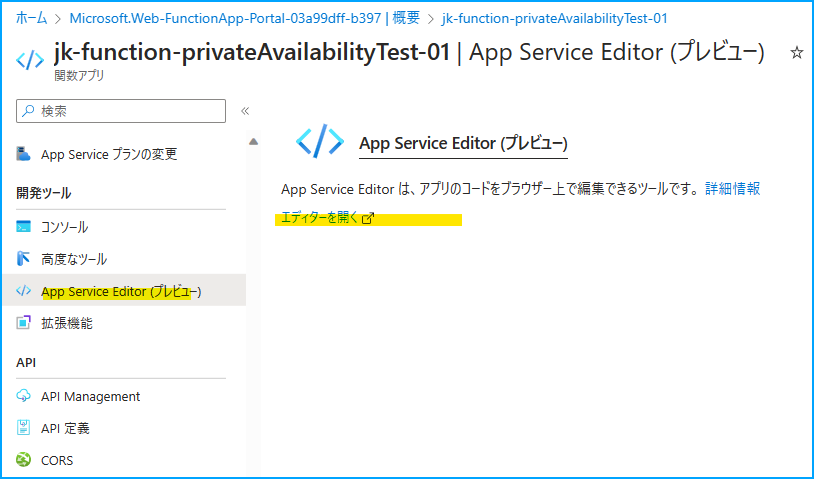 ホーム > Microsoft.Web-FunctionApp-Portal-03a99dff-b397 | 概要 > jk-function-privateAvailabilityTest-01
jk-function-privateAvailabilityTest-01 | App Service Editor (プレビュー)
関数アプリ
検索
App Service プランの変更
開発ツール
コンソール
高度なツール
App Service Editor (プレビュー)
拡張機能
API
API Management
API 定義
CORS
App Service Editor (プレビュー)
App Service Editor は、アプリのコードをブラウザー上で編集できるツールです。 詳細情報
エディターを開く